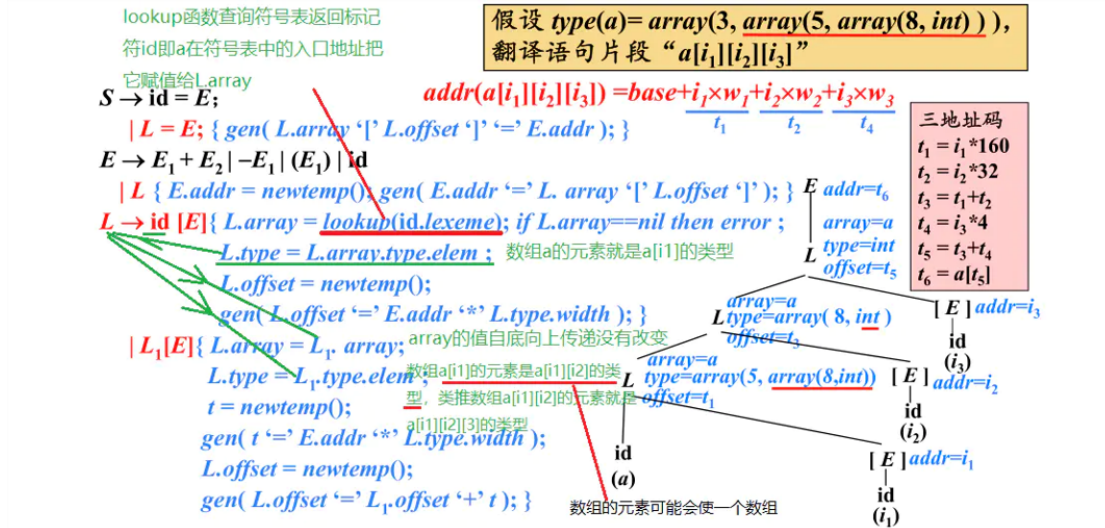 lookup函数查询符号表返回标记
符id即a在符号表中的入口地址把
它赋值给L.array
假设 type(a)= array(3, array(5, array(8, int) ) ),
翻译语句片段“a[i1][i2][i3]”
addr(a[i1][i2][i3]) =base+i1×w1+i2×w2+i3×w3
t1 t2 t4
S → id = E;
| L = E; { gen( L.array ‘[’ L.offset ‘]’ ‘=’ E.addr ); }
E → E1 + E2 | −E1 | (E1) | id
| L { E.addr = newtemp(); gen( E.addr ‘=’ L. array ‘[’ L.offset ‘]’ ); }
L → id [E]{ L.array = lookup(id.lexeme); if L.array==nil then error ;
L.type = L.array.type.elem ;
数组a的元素就是a[i1]的类型
L.offset = newtemp();
gen( L.offset ‘=’ E.addr ‘*’ L.type.width ); }
| L1[E]{ L.array = L1. array;
array的值自底向上传递没有改变
L.type = L1.type.elem ;
数组a[i1]的元素是a[i1][i2]的类
型，类推数组a[i1][i2]的元素就是
a[i1][i2][3]的类型
t = newtemp();
gen( t ‘=’ E.addr ‘*’ L.type.width );
L.offset = newtemp();
gen( L.offset ‘=’ L1.offset ‘+’ t ); }
三地址码
t1 = i1*160
t2 = i2*32
t3 = t1+t2
t4 = i3*4
t5 = t3+t4
t6 = a[t5]
E addr=t6
array=a
L type=int
offset=t5
[ E ] addr=i3
id
(i3)
array=a
L type=array( 8, int )
offset=t3
[ E ] addr=i2
id
(i2)
array=a
L type=array(5, array(8,int))
offset=t1
[ E ] addr=i1
id
(i1)
id
(a)
数组的元素可能会使一个数组